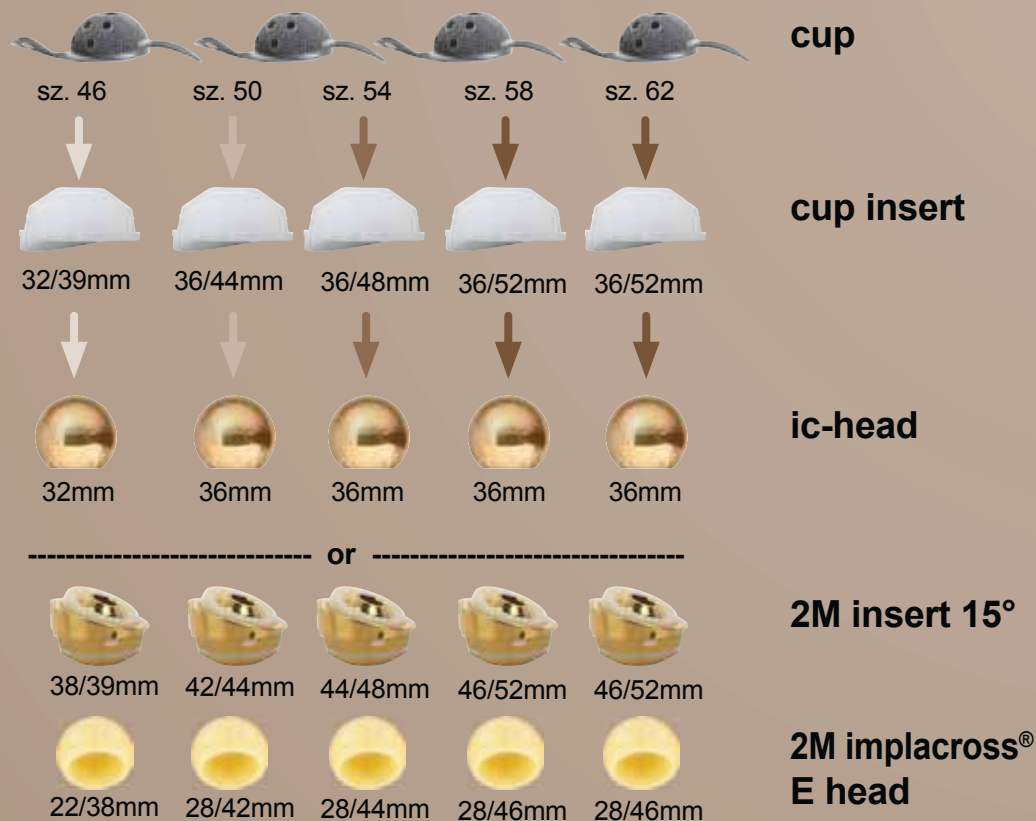 cup
sz. 46 sz. 50 sz. 54 sz. 58 sz. 62
cup insert
32/39mm 36/44mm 36/48mm 36/52mm 36/52mm
ic-head
32mm 36mm 36mm 36mm 36mm
------------------------------ or ---------------------------------
2M insert 15°
38/39mm 42/44mm 44/48mm 46/52mm 46/52mm
2M implacross®
E head
22/38mm 28/42mm 28/44mm 28/46mm 28/46mm